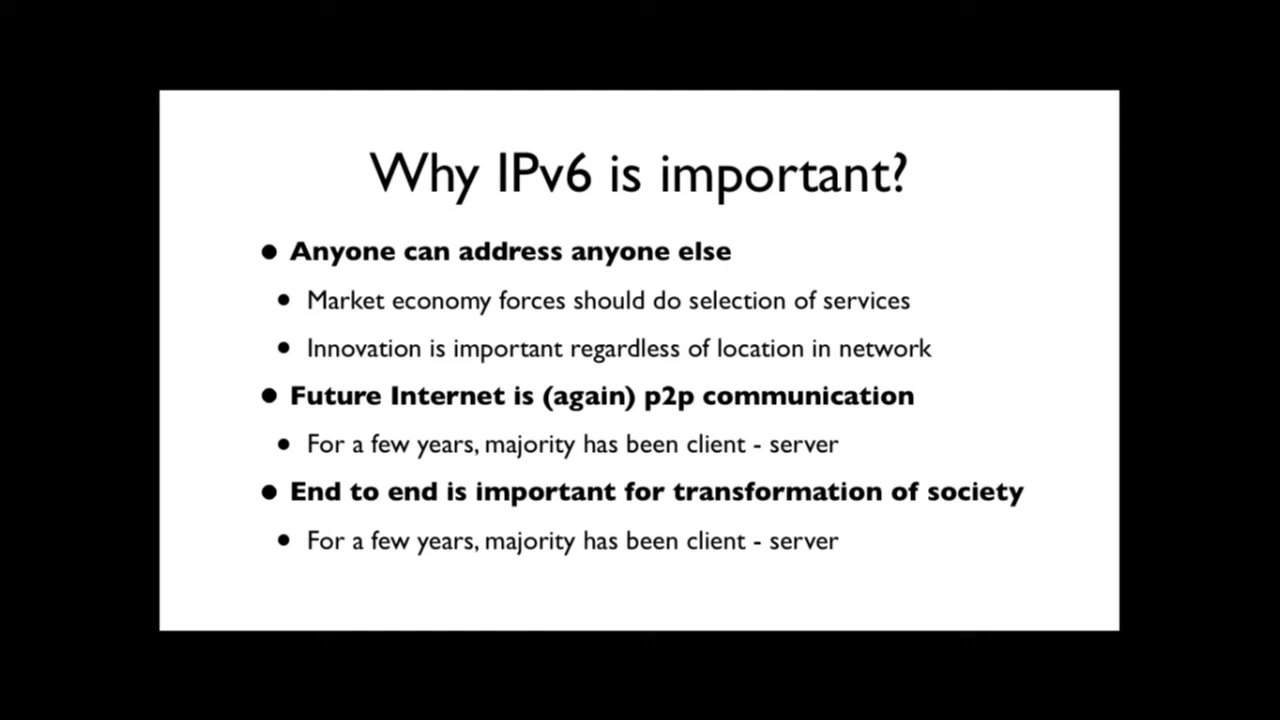 Why IPv6 is important?
• Anyone can address anyone else
• Market economy forces should do selection of services
• Innovation is important regardless of location in network
• Future Internet is (again) p2p communication
• For a few years, majority has been client - server
• End to end is important for transformation of society
• For a few years, majority has been client - server